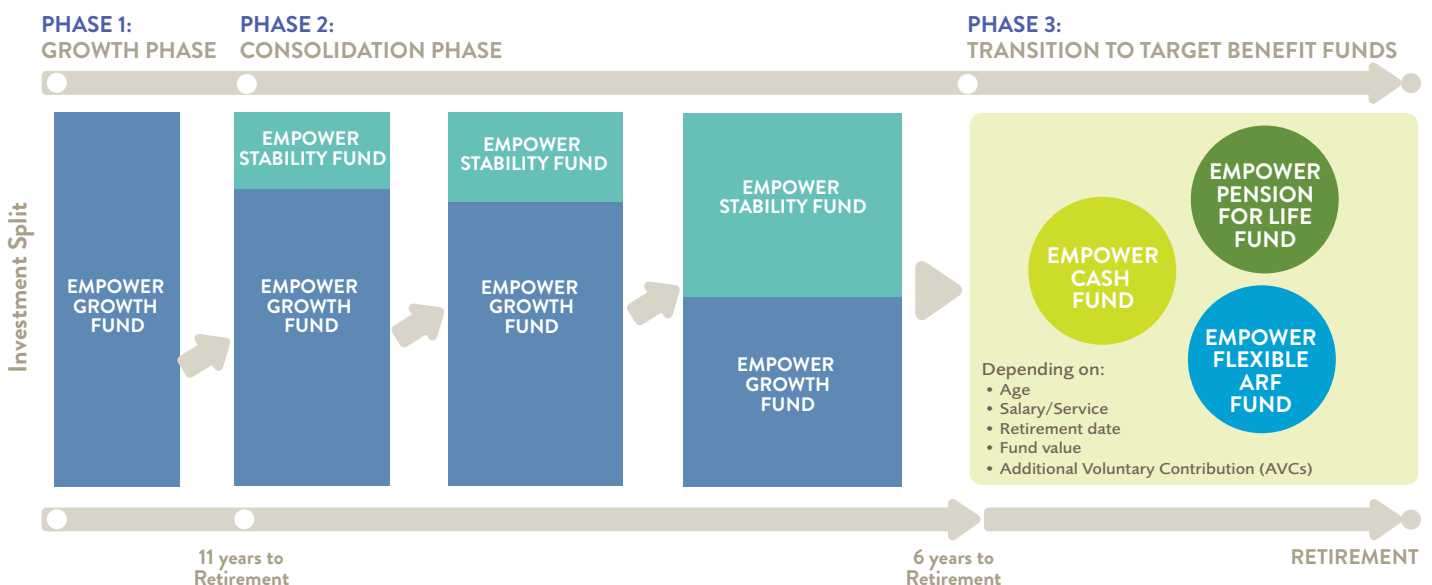 PHASE 1:
GROWTH PHASE
PHASE 2:
CONSOLIDATION PHASE
PHASE 3:
TRANSITION TO TARGET BENEFIT FUNDS
Investment Split
EMPOWER
GROWTH
FUND
EMPOWER
STABILITY FUND
EMPOWER
GROWTH
FUND
EMPOWER
STABILITY FUND
EMPOWER
GROWTH
FUND
EMPOWER
STABILITY FUND
EMPOWER
GROWTH
FUND
EMPOWER
CASH
FUND
EMPOWER
PENSION
FOR LIFE
FUND
EMPOWER
FLEXIBLE
ARF
FUND
Depending on:
• Age
• Salary/Service
• Retirement date
• Fund value
• Additional Voluntary Contribution (AVCs)
11 years to
Retirement
6 years to
Retirement
RETIREMENT